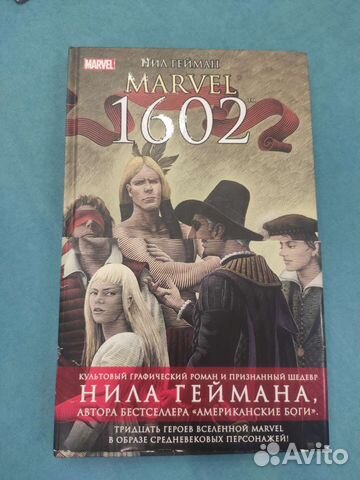 MARVEL
НИЛ ГЕЙМАН
MARVEL
1602™
КУЛЬТОВЫЙ ГРАФИЧЕСКИЙ РОМАН И ПРИЗНАННЫЙ ШЕДЕВР
НИЛА ГЕЙМАНА,
АВТОРА БЕСТСЕЛЛЕРА «АМЕРИКАНСКИЕ БОГИ».
ТРИДЦАТЬ ГЕРОЕВ ВСЕЛЕННОЙ MARVEL
В ОБРАЗЕ СРЕДНЕВЕКОВЫХ ПЕРСОНАЖЕЙ!
Avito